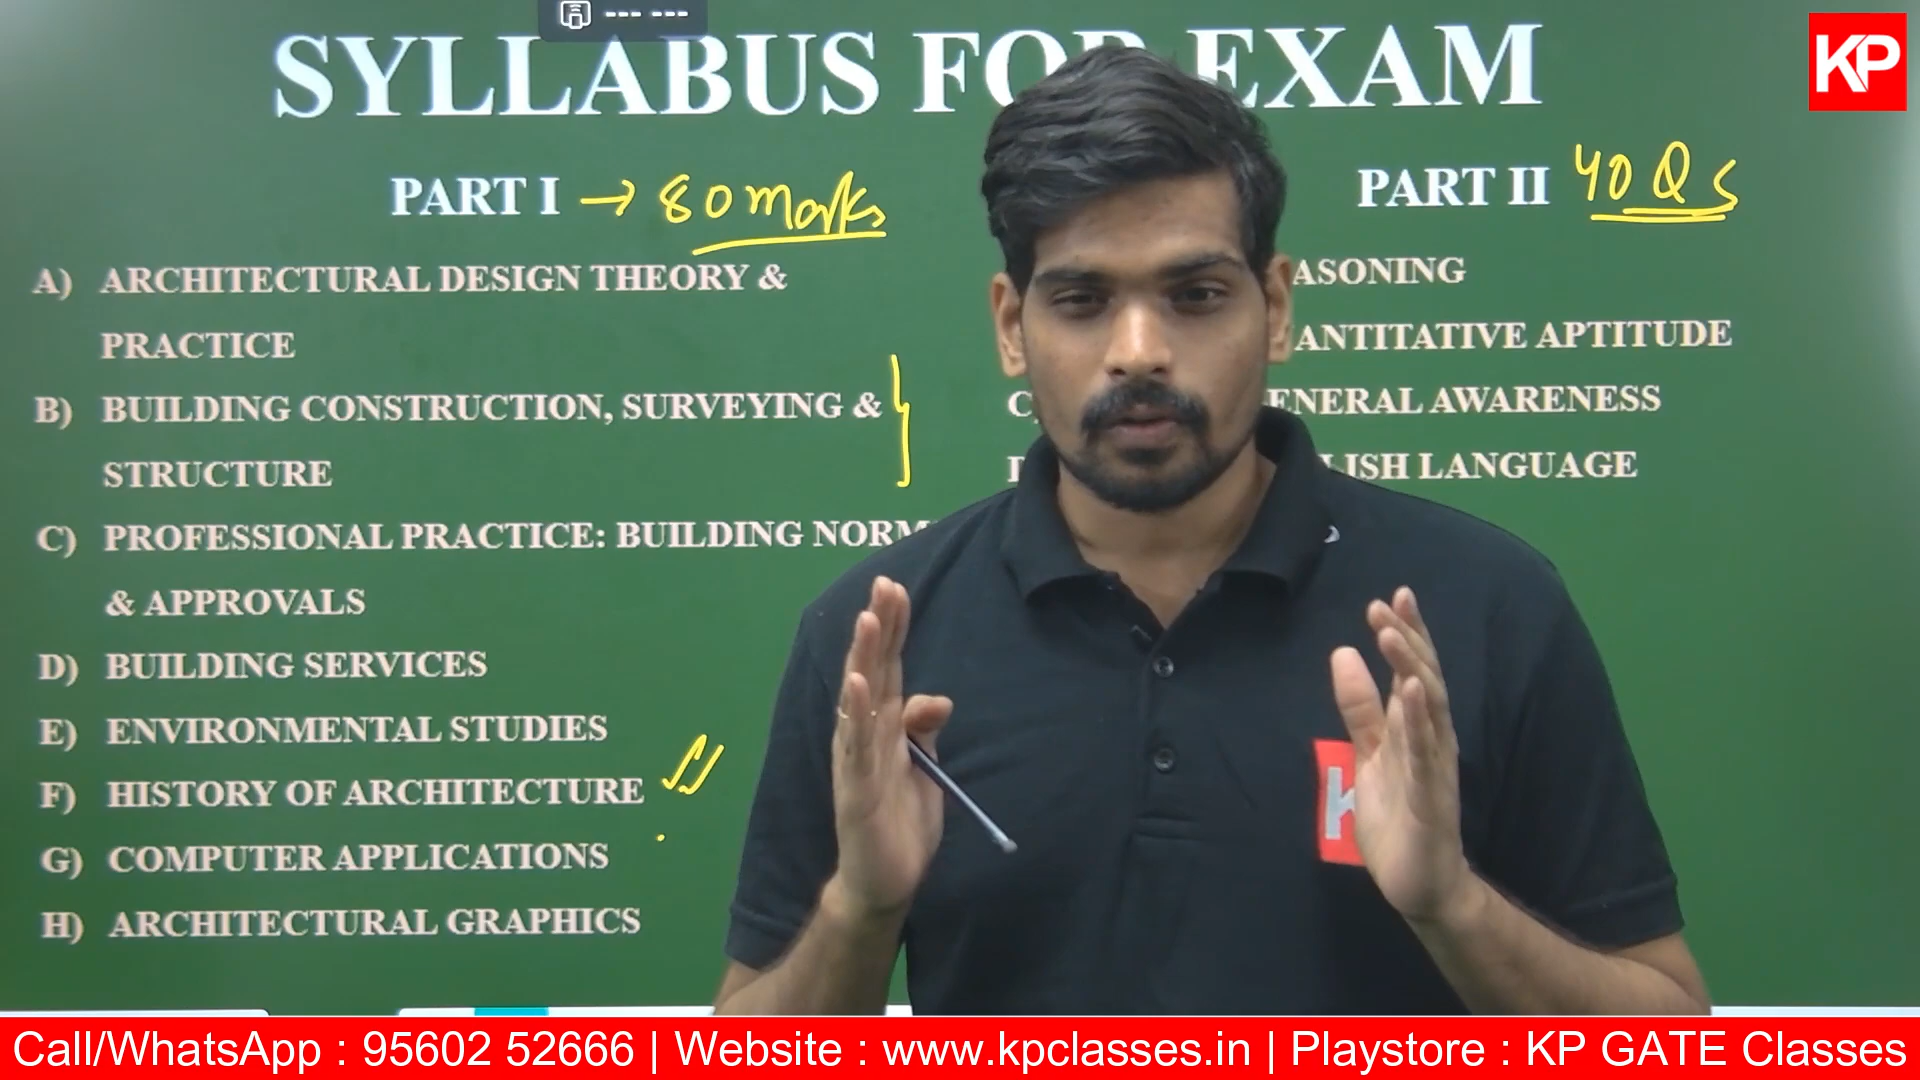 --- ---
SYLLABUS FOR EXAM
KP
PART I → 80 marks
A) ARCHITECTURAL DESIGN THEORY &
PRACTICE
B) BUILDING CONSTRUCTION, SURVEYING &
STRUCTURE
C) PROFESSIONAL PRACTICE: BUILDING NORM
& APPROVALS
D) BUILDING SERVICES
E) ENVIRONMENTAL STUDIES
F) HISTORY OF ARCHITECTURE
G) COMPUTER APPLICATIONS
H) ARCHITECTURAL GRAPHICS
PART II 40 Qs
ASONING
ANTITATIVE APTITUDE
C ENERAL AWARENESS
LISH LANGUAGE
K
Call/WhatsApp : 95602 52666 | Website : www.kpclasses.in | Playstore : KP GATE Classes